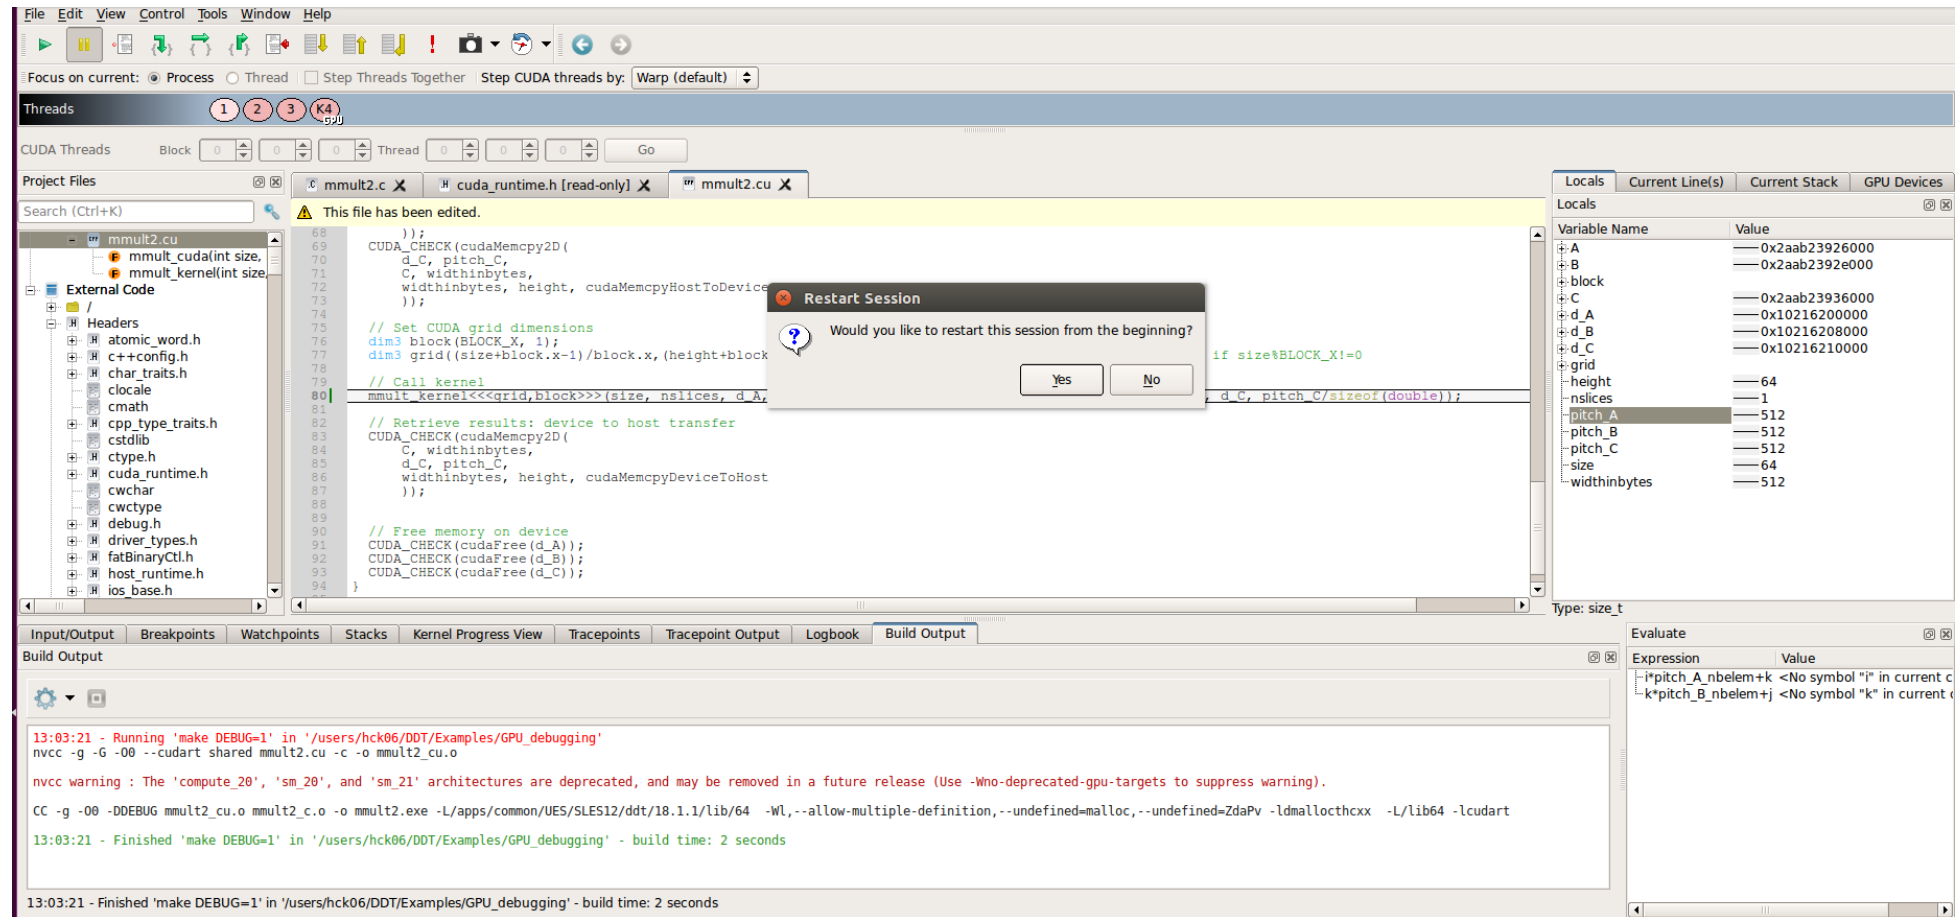 File Edit View Control Tools Window Help
Focus on current: Process Thread Step Threads Together Step CUDA threads by: Warp (default)
Threads 1 2 3 K4 GPU
CUDA Threads Block 0 0 0 Thread 0 0 0 Go
Project Files
Search (Ctrl+K)
mmult2.cu
mmult_cuda(int size,
mmult_kernel(int size,
External Code
/
Headers
atomic_word.h
c++config.h
char_traits.h
clocale
cmath
cpp_type_traits.h
cstdlib
ctype.h
cuda_runtime.h
cwchar
cwctype
debug.h
driver_types.h
fatBinaryCtl.h
host_runtime.h
ios_base.h
mmult2.c cuda_runtime.h [read-only] mmult2.cu
This file has been edited.
68 ));
69 CUDA_CHECK(cudaMemcpy2D(
70 d_C, pitch_C,
71 C, widthinbytes,
72 widthinbytes, height, cudaMemcpyHostToDevice
73 ));
74
75 // Set CUDA grid dimensions
76 dim3 block(BLOCK_X, 1);
77 dim3 grid((size+block.x-1)/block.x,(height+block if size%BLOCK_X!=0
78
79 // Call kernel
80 mmult_kernel<<<grid,block>>>(size, nslices, d_A, d_C, pitch_C/sizeof(double));
81
82 // Retrieve results: device to host transfer
83 CUDA_CHECK(cudaMemcpy2D(
84 C, widthinbytes,
85 d_C, pitch_C,
86 widthinbytes, height, cudaMemcpyDeviceToHost
87 ));
88
89
90 // Free memory on device
91 CUDA_CHECK(cudaFree(d_A));
92 CUDA_CHECK(cudaFree(d_B));
93 CUDA_CHECK(cudaFree(d_C));
94 }
Restart Session
Would you like to restart this session from the beginning?
Yes No
Locals Current Line(s) Current Stack GPU Devices
Locals
Variable Name Value
A 0x2aab23926000
B 0x2aab2392e000
block
C 0x2aab23936000
d_A 0x10216200000
d_B 0x10216208000
d_C 0x10216210000
grid
height 64
nslices 1
pitch_A 512
pitch_B 512
pitch_C 512
size 64
widthinbytes 512
Type: size_t
Input/Output Breakpoints Watchpoints Stacks Kernel Progress View Tracepoints Tracepoint Output Logbook Build Output
Build Output
13:03:21 - Running 'make DEBUG=1' in '/users/hck06/DDT/Examples/GPU_debugging'
nvcc -g -G -O0 --cudart shared mmult2.cu -c -o mmult2_cu.o
nvcc warning : The 'compute_20', 'sm_20', and 'sm_21' architectures are deprecated, and may be removed in a future release (Use -Wno-deprecated-gpu-targets to suppress warning).
CC -g -O0 -DDEBUG mmult2_cu.o mmult2_c.o -o mmult2.exe -L/apps/common/UES/SLES12/ddt/18.1.1/lib/64 -Wl,--allow-multiple-definition,--undefined=malloc,--undefined=ZdaPv -ldmallocthcxx -L/lib64 -lcudart
13:03:21 - Finished 'make DEBUG=1' in '/users/hck06/DDT/Examples/GPU_debugging' - build time: 2 seconds
Evaluate
Expression Value
i*pitch_A_nbelem+k <No symbol "i" in current c
k*pitch_B_nbelem+j <No symbol "k" in current
13:03:21 - Finished 'make DEBUG=1' in '/users/hck06/DDT/Examples/GPU_debugging' - build time: 2 seconds